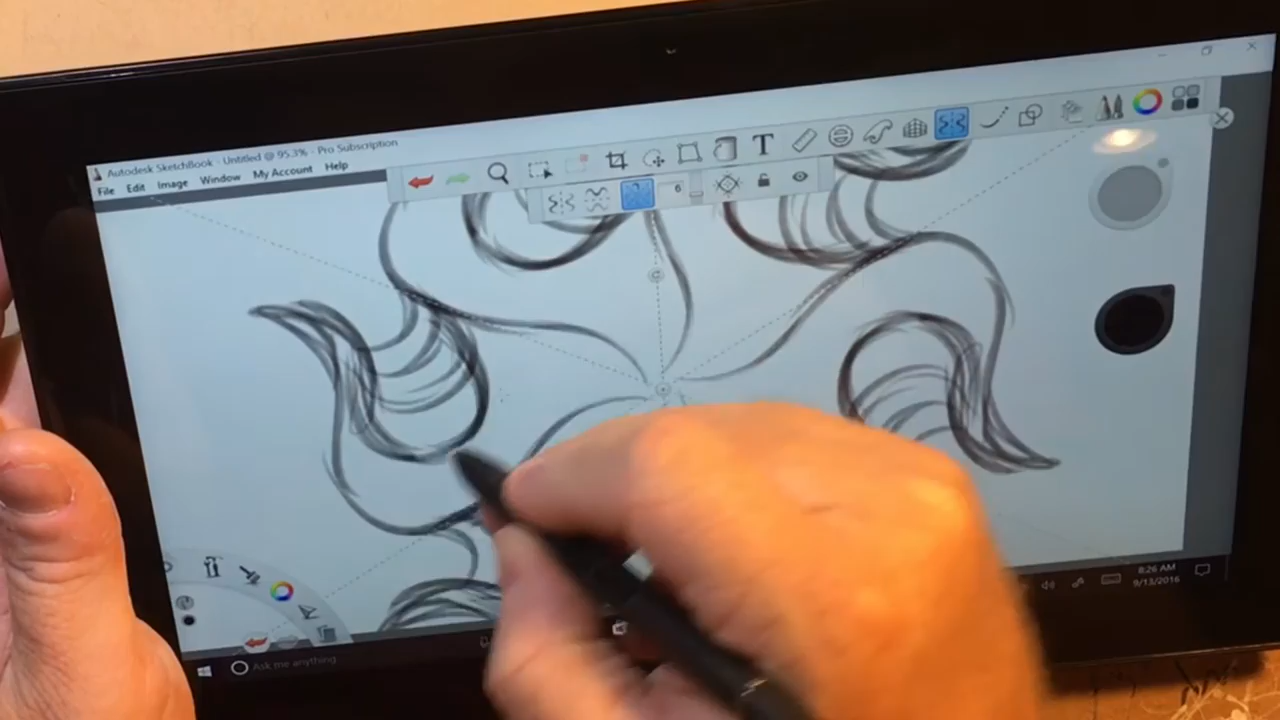 Autodesk SketchBook - Untitled @ 95.3% - Pro Subscription
File Edit Image Window My Account Help
T
6
8:26 AM
9/13/2016
Ask me anything